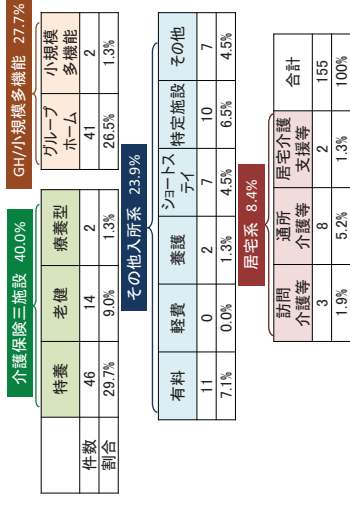 介護保険三施設 40.0%
GH/小規模多機能 27.7%
特養 老健 療養型 グループホーム 小規模多機能
件数 46 14 2 41 2
割合 29.7% 9.0% 1.3% 26.5% 1.3%
その他入所系 23.9%
有料 軽費 養護 ショートステイ 特定施設 その他
11 0 2 7 10 7
7.1% 0.0% 1.3% 4.5% 6.5% 4.5%
居宅系 8.4%
訪問介護等 通所介護等 居宅介護支援等 合計
3 8 2 155
1.9% 5.2% 1.3% 100%